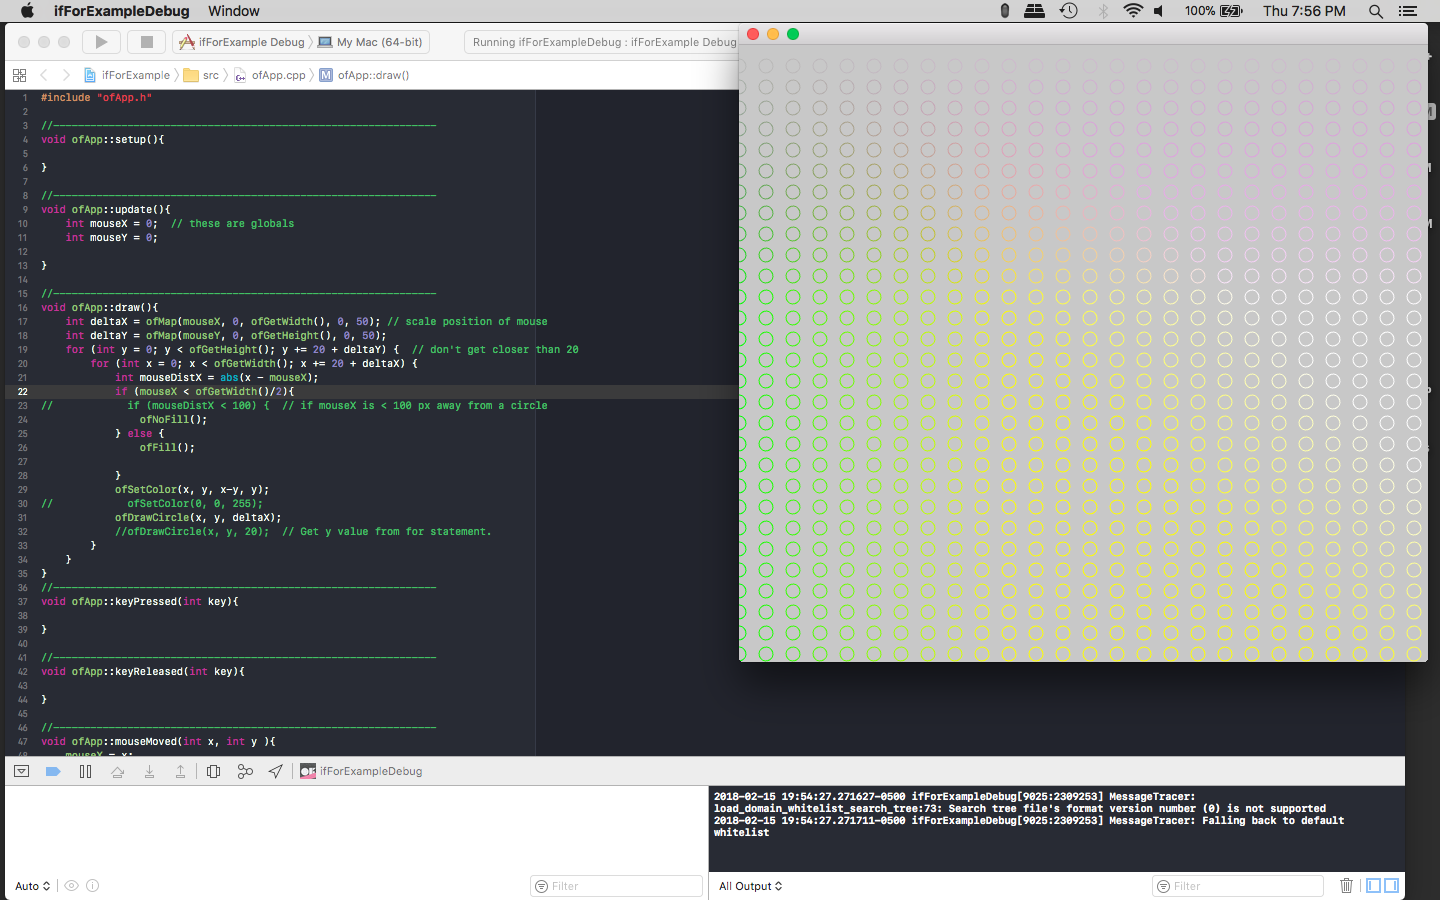 ifForExampleDebug Window 100% Thu 7:56 PM
ifForExample Debug My Mac (64-bit) Running ifForExampleDebug : ifForExample Debug
ifForExample src ofApp.cpp M ofApp::draw()
1 #include "ofApp.h"
2
3 //--------------------------------------------------------------
4 void ofApp::setup(){
5
6 }
7
8 //--------------------------------------------------------------
9 void ofApp::update(){
10 int mouseX = 0; // these are globals
11 int mouseY = 0;
12
13 }
14
15 //--------------------------------------------------------------
16 void ofApp::draw(){
17 int deltaX = ofMap(mouseX, 0, ofGetWidth(), 0, 50); // scale position of mouse
18 int deltaY = ofMap(mouseY, 0, ofGetHeight(), 0, 50);
19 for (int y = 0; y < ofGetHeight(); y += 20 + deltaY) { // don't get closer than 20
20 for (int x = 0; x < ofGetWidth(); x += 20 + deltaX) {
21 int mouseDistX = abs(x - mouseX);
22 if (mouseX < ofGetWidth()/2){
23 // if (mouseDistX < 100) { // if mouseX is < 100 px away from a circle
24 ofNoFill();
25 } else {
26 ofFill();
27
28 }
29 ofSetColor(x, y, x-y, y);
30 // ofSetColor(0, 0, 255);
31 ofDrawCircle(x, y, deltaX);
32 //ofDrawCircle(x, y, 20); // Get y value from for statement.
33 }
34 }
35 }
36 //--------------------------------------------------------------
37 void ofApp::keyPressed(int key){
38
39 }
40
41 //--------------------------------------------------------------
42 void ofApp::keyReleased(int key){
43
44 }
45
46 //--------------------------------------------------------------
47 void ofApp::mouseMoved(int x, int y ){
48 mouseX = x;
ifForExampleDebug
2018-02-15 19:54:27.271627-0500 ifForExampleDebug[9025:2309253] MessageTracer:
load_domain_whitelist_search_tree:73: Search tree file's format version number (0) is not supported
2018-02-15 19:54:27.271711-0500 ifForExampleDebug[9025:2309253] MessageTracer: Falling back to default
whitelist
Auto Filter All Output Filter